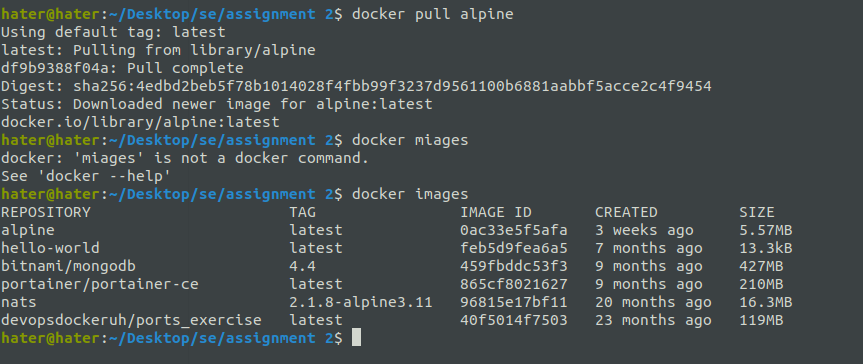 hater@hater:~/Desktop/se/assignment 2$ docker pull alpine
Using default tag: latest
latest: Pulling from library/alpine
df9b9388f04a: Pull complete
Digest: sha256:4edbd2beb5f78b1014028f4fbb99f3237d9561100b6881aabbf5acce2c4f9454
Status: Downloaded newer image for alpine:latest
docker.io/library/alpine:latest
hater@hater:~/Desktop/se/assignment 2$ docker miages
docker: 'miages' is not a docker command.
See 'docker --help'
hater@hater:~/Desktop/se/assignment 2$ docker images
REPOSITORY TAG IMAGE ID CREATED SIZE
alpine latest 0ac33e5f5afa 3 weeks ago 5.57MB
hello-world latest feb5d9fea6a5 7 months ago 13.3kB
bitnami/mongodb 4.4 459fbddc53f3 9 months ago 427MB
portainer/portainer-ce latest 865cf8021627 9 months ago 210MB
nats 2.1.8-alpine3.11 96815e17bf11 20 months ago 16.3MB
devopsdockeruh/ports_exercise latest 40f5014f7503 23 months ago 119MB
hater@hater:~/Desktop/se/assignment 2$